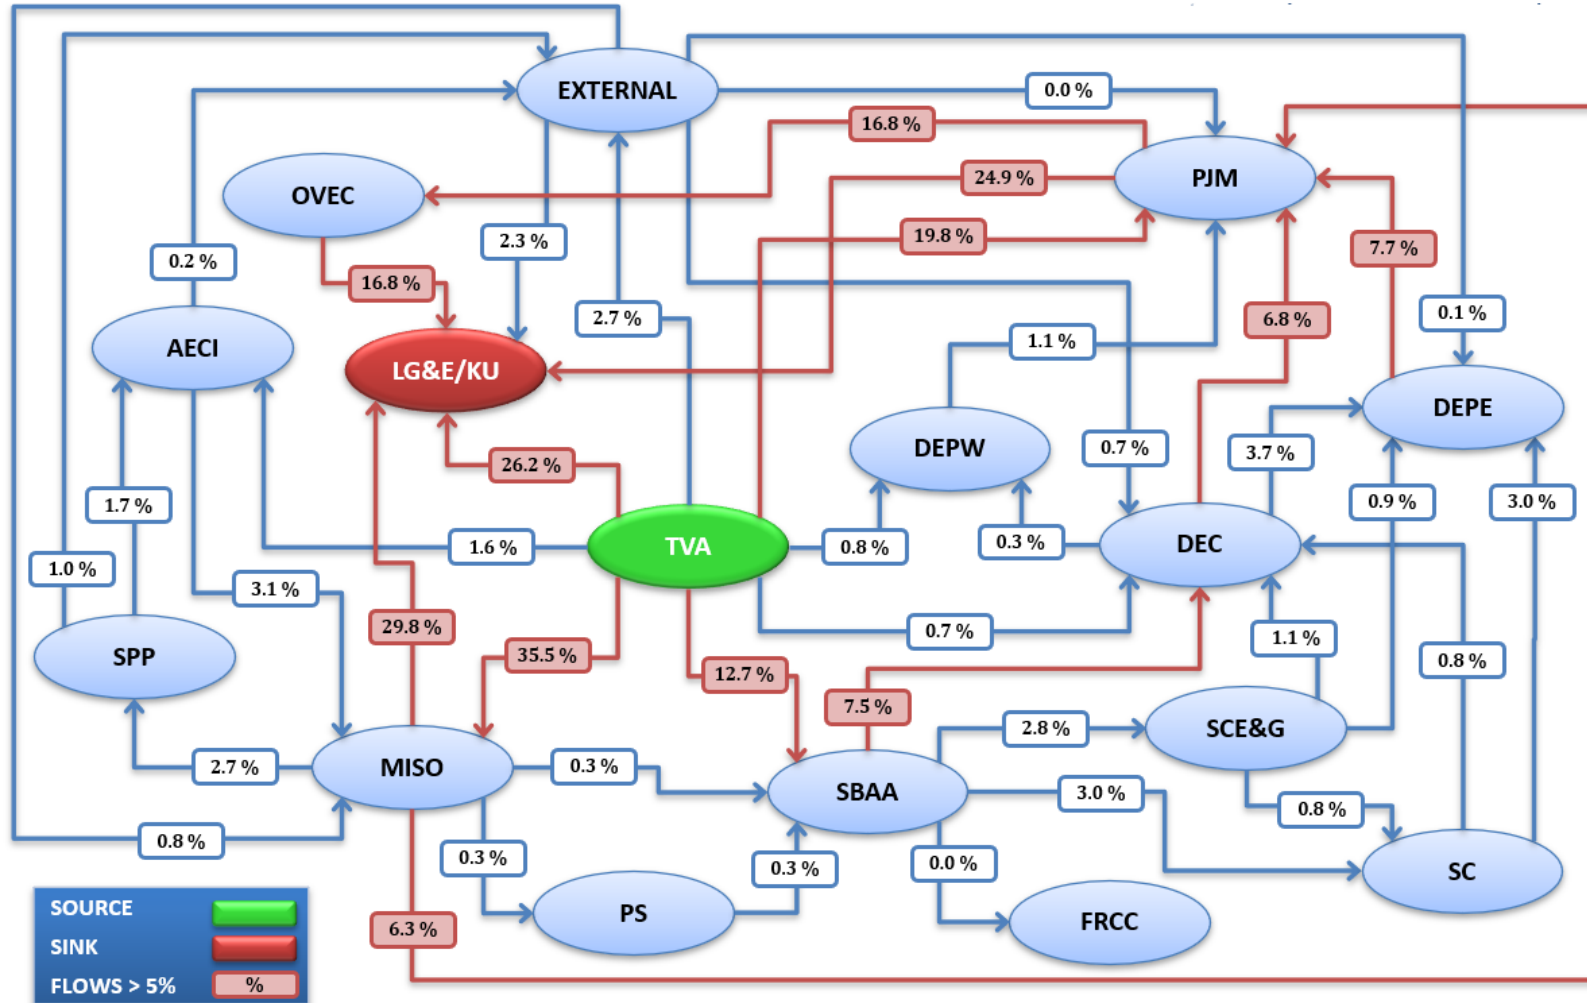 EXTERNAL
0.0 %
16.8 %
PJM
24.9 %
OVEC
19.8 %
2.3 %
7.7 %
0.2 %
16.8 %
2.7 %
6.8 %
0.1 %
1.1 %
AECI
LG&E/KU
DEPE
DEPW
0.7 %
3.7 %
26.2 %
1.7 %
0.9 %
3.0 %
1.6 %
TVA
0.8 %
0.3 %
DEC
1.0 %
3.1 %
29.8 %
0.7 %
1.1 %
SPP
35.5 %
12.7 %
0.8 %
7.5 %
2.8 %
SCE&G
2.7 %
MISO
0.3 %
SBAA
3.0 %
0.8 %
0.8 %
0.3 %
0.3 %
0.0 %
SC
PS
FRCC
6.3 %
SOURCE
SINK
FLOWS > 5%
%